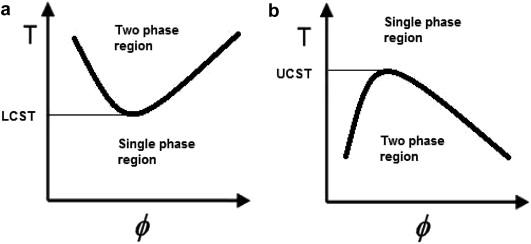 a
T
Two phase
region
LCST
Single phase
region
ϕ
b
T
Single phase
region
UCST
Two phase
region
ϕ